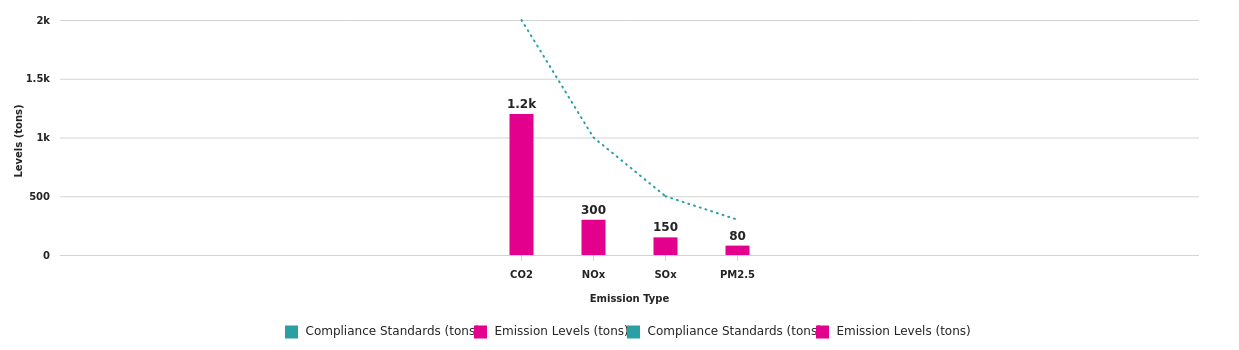 2k
1.5k
1k
500
0
Levels (tons)
1.2k
300
150
80
CO2 NOx SOx PM2.5
Emission Type
Compliance Standards (tons) Emission Levels (tons) Compliance Standards (tons) Emission Levels (tons)